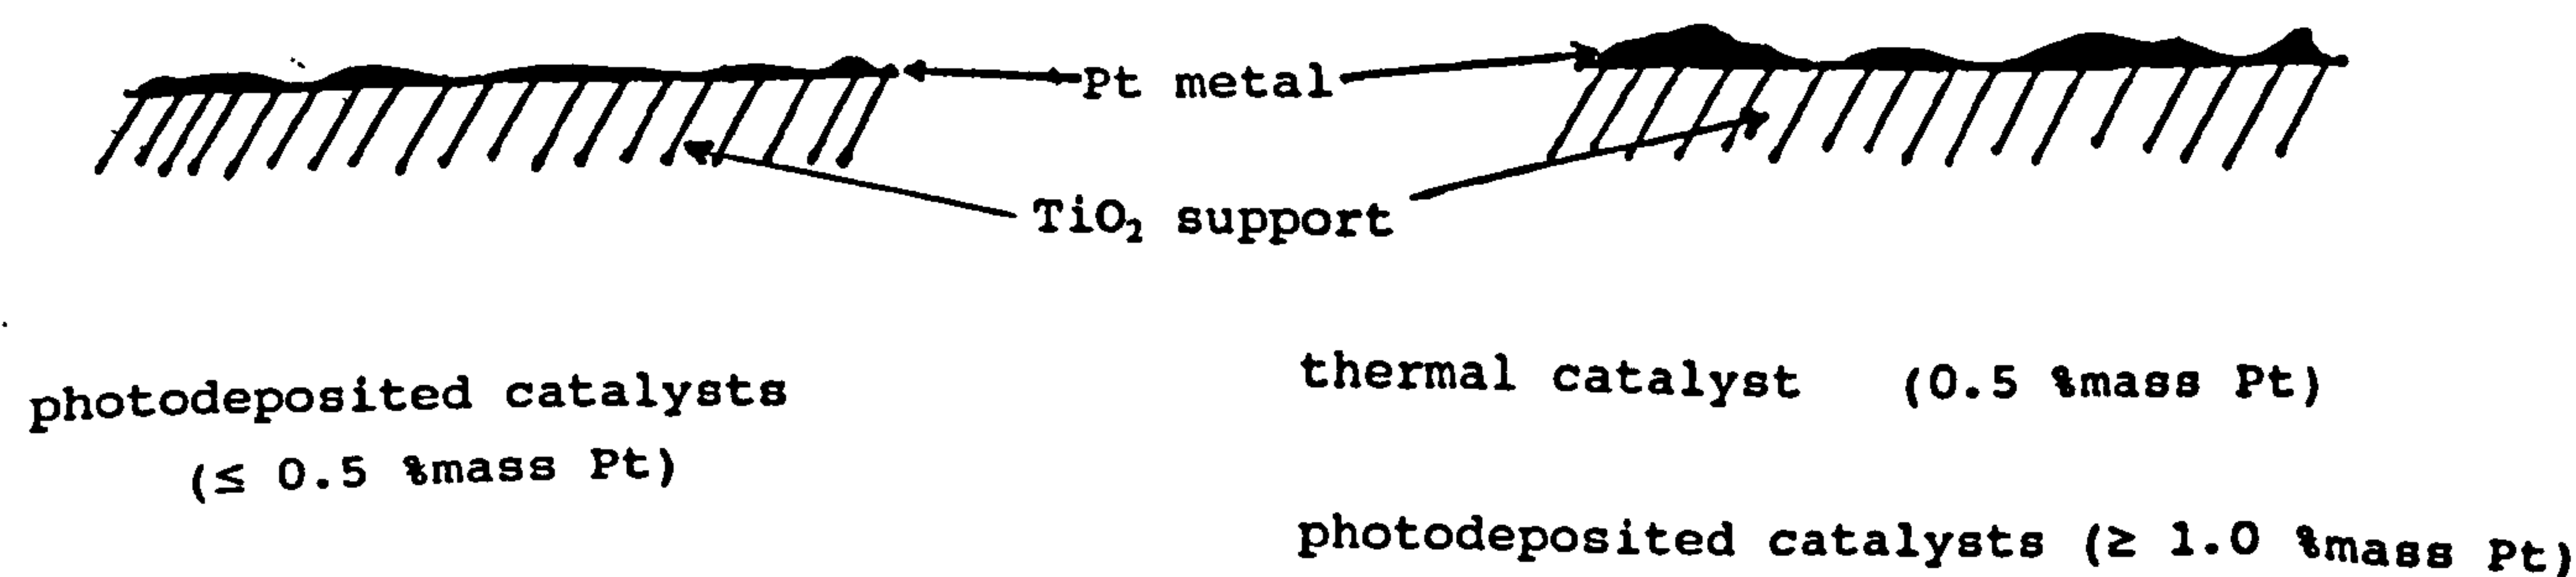 Pt metal
TiO₂ support
photodeposited catalysts
(≤ 0.5 %mass Pt)
thermal catalyst (0.5 %mass Pt)
photodeposited catalysts (≥ 1.0 %mass Pt)